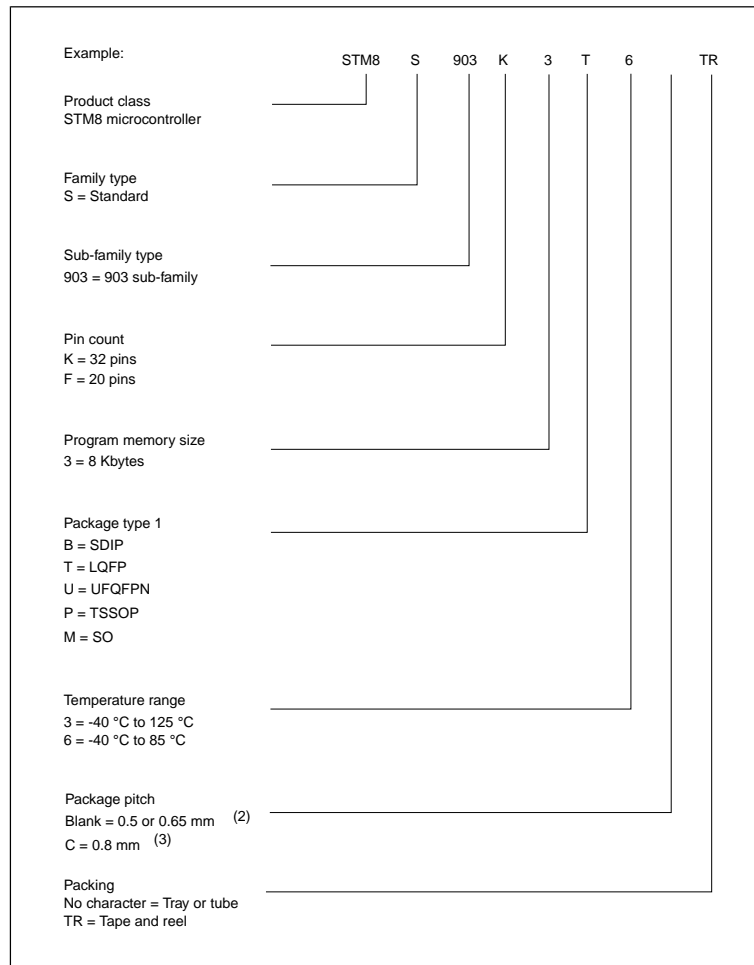 Example:
STM8 S 903 K 3 T 6 TR
Product class
STM8 microcontroller
Family type
S = Standard
Sub-family type
903 = 903 sub-family
Pin count
K = 32 pins
F = 20 pins
Program memory size
3 = 8 Kbytes
Package type 1
B = SDIP
T = LQFP
U = UFQFPN
P = TSSOP
M = SO
Temperature range
3 = -40 °C to 125 °C
6 = -40 °C to 85 °C
Package pitch
Blank = 0.5 or 0.65 mm (2)
C = 0.8 mm (3)
Packing
No character = Tray or tube
TR = Tape and reel